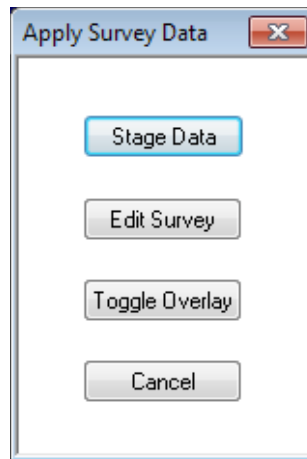 Apply Survey Data
Stage Data
Edit Survey
Toggle Overlay
Cancel